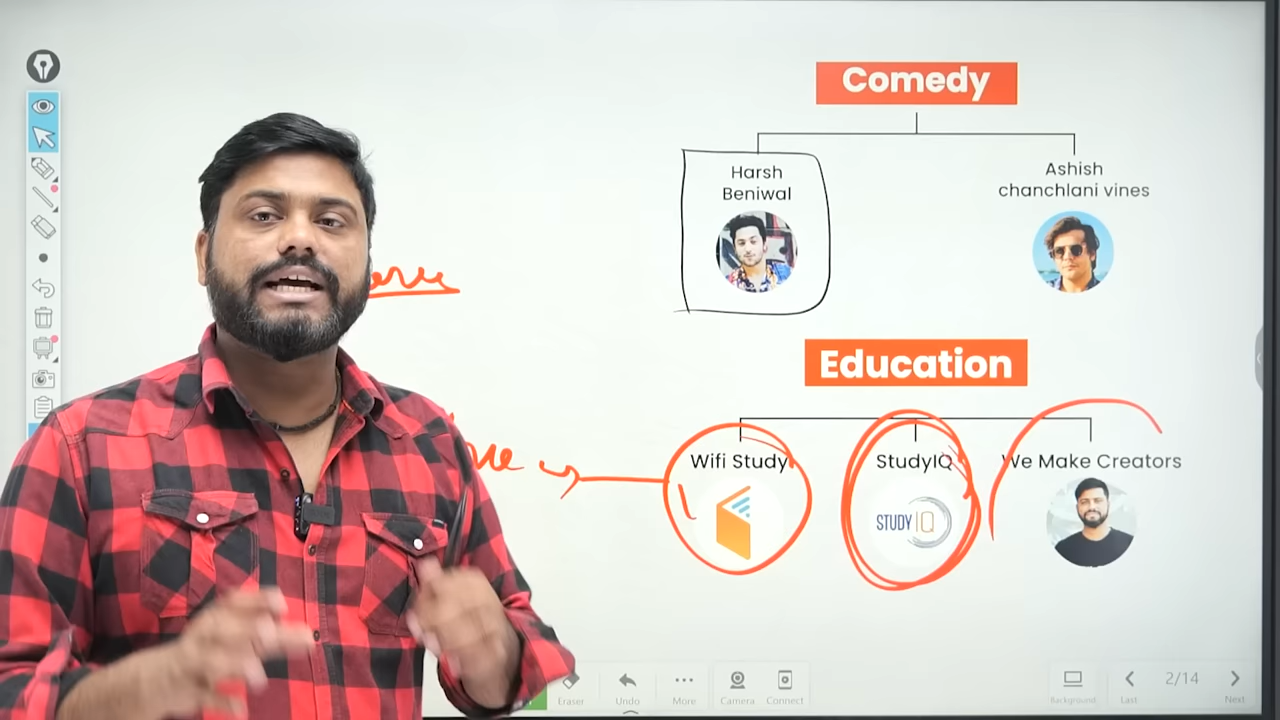 Comedy
Harsh
Beniwal
Ashish
chanchlani vines
Education
Wifi Study
StudyIQ
We Make Creators
STUDY IQ
Eraser
Undo
More
Camera
Connect
Background
Last
2/14
Next